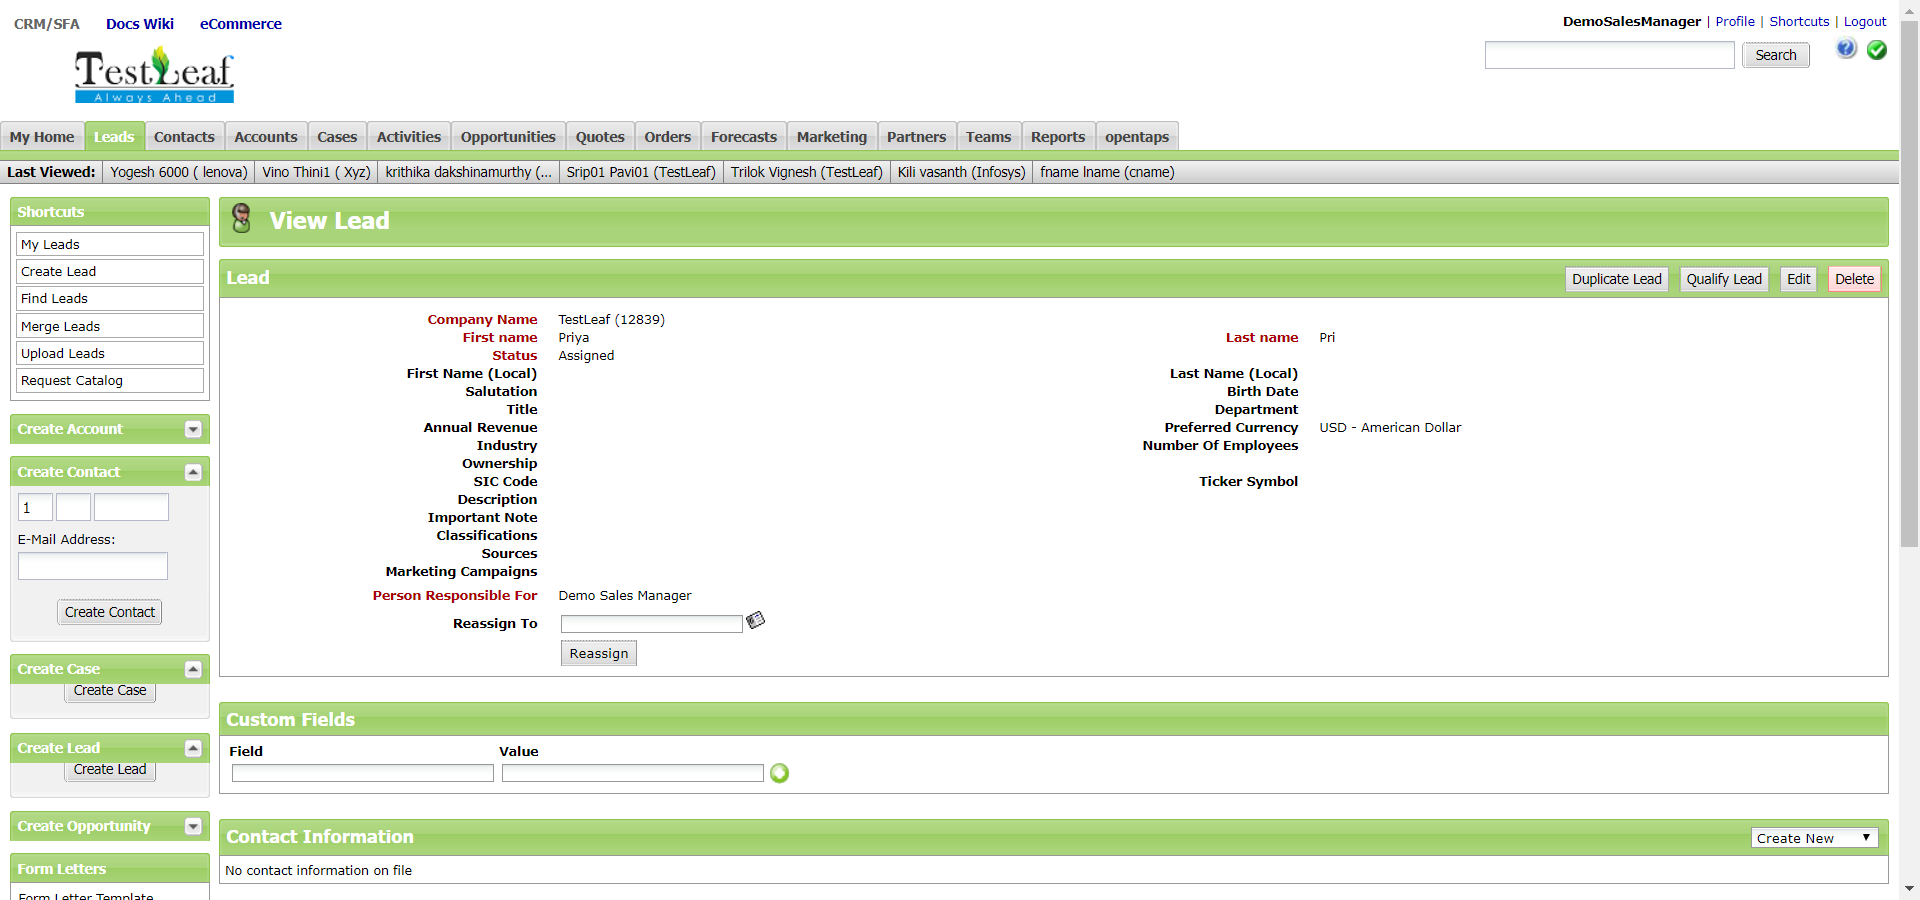 CRM/SFA Docs Wiki eCommerce
DemoSalesManager | Profile | Shortcuts | Logout
TestLeaf
Always Ahead
Search
My Home Leads Contacts Accounts Cases Activities Opportunities Quotes Orders Forecasts Marketing Partners Teams Reports opentaps
Last Viewed: Yogesh 6000 ( lenova) Vino Thini1 ( Xyz) krithika dakshinamurthy (... Srip01 Pavi01 (TestLeaf) Trilok Vignesh (TestLeaf) Kili vasanth (Infosys) fname lname (cname)
Shortcuts
My Leads
Create Lead
Find Leads
Merge Leads
Upload Leads
Request Catalog
Create Account
Create Contact
1
E-Mail Address:
Create Contact
Create Case
Create Case
Create Lead
Create Lead
Create Opportunity
Form Letters
Form Letter Template
View Lead
Lead
Duplicate Lead Qualify Lead Edit Delete
Company Name TestLeaf (12839)
First name Priya Last name Pri
Status Assigned
First Name (Local) Last Name (Local)
Salutation Birth Date
Title Department
Annual Revenue Preferred Currency USD - American Dollar
Industry Number Of Employees
Ownership
SIC Code Ticker Symbol
Description
Important Note
Classifications
Sources
Marketing Campaigns
Person Responsible For Demo Sales Manager
Reassign To
Reassign
Custom Fields
Field Value
Contact Information
Create New
No contact information on file